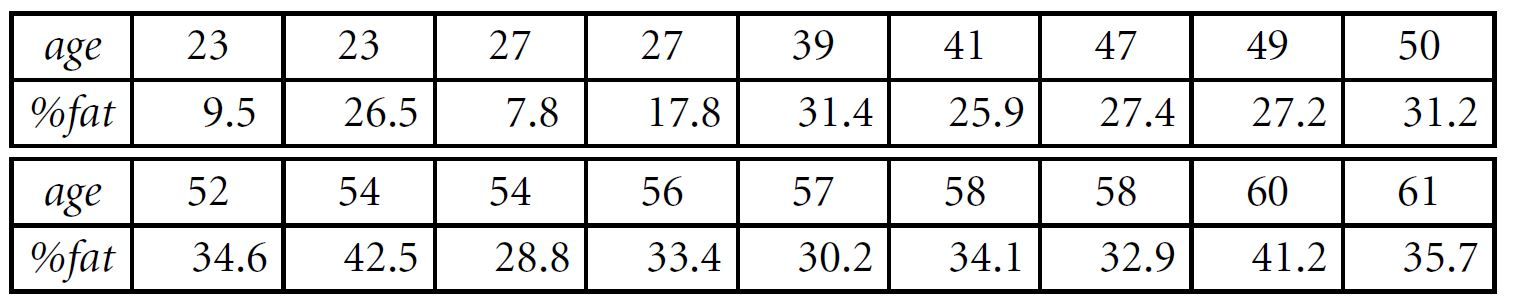 age 23 23 27 27 39 41 47 49 50
%fat 9.5 26.5 7.8 17.8 31.4 25.9 27.4 27.2 31.2
age 52 54 54 56 57 58 58 60 61
%fat 34.6 42.5 28.8 33.4 30.2 34.1 32.9 41.2 35.7